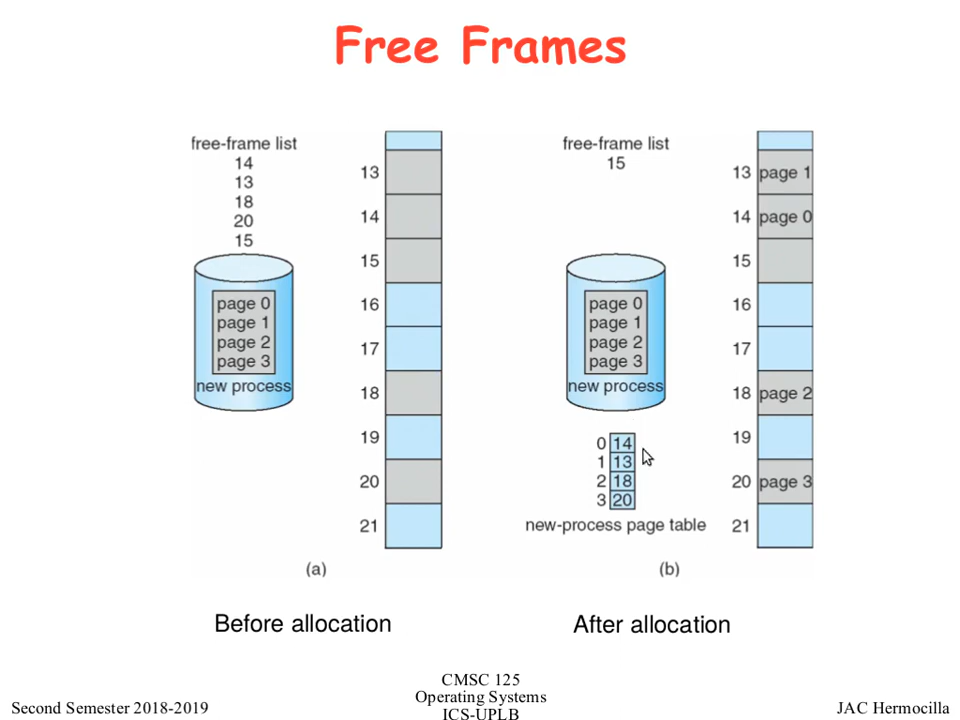 Free Frames
free-frame list
14
13
18
20
15
page 0
page 1
page 2
page 3
new process
13
14
15
16
17
18
19
20
21
(a)
Before allocation
free-frame list
15
page 0
page 1
page 2
page 3
new process
0 14
1 13
2 18
3 20
new-process page table
13 page 1
14 page 0
15
16
17
18 page 2
19
20 page 3
21
(b)
After allocation
Second Semester 2018-2019
CMSC 125
Operating Systems
ICS-UPLB
JAC Hermocilla